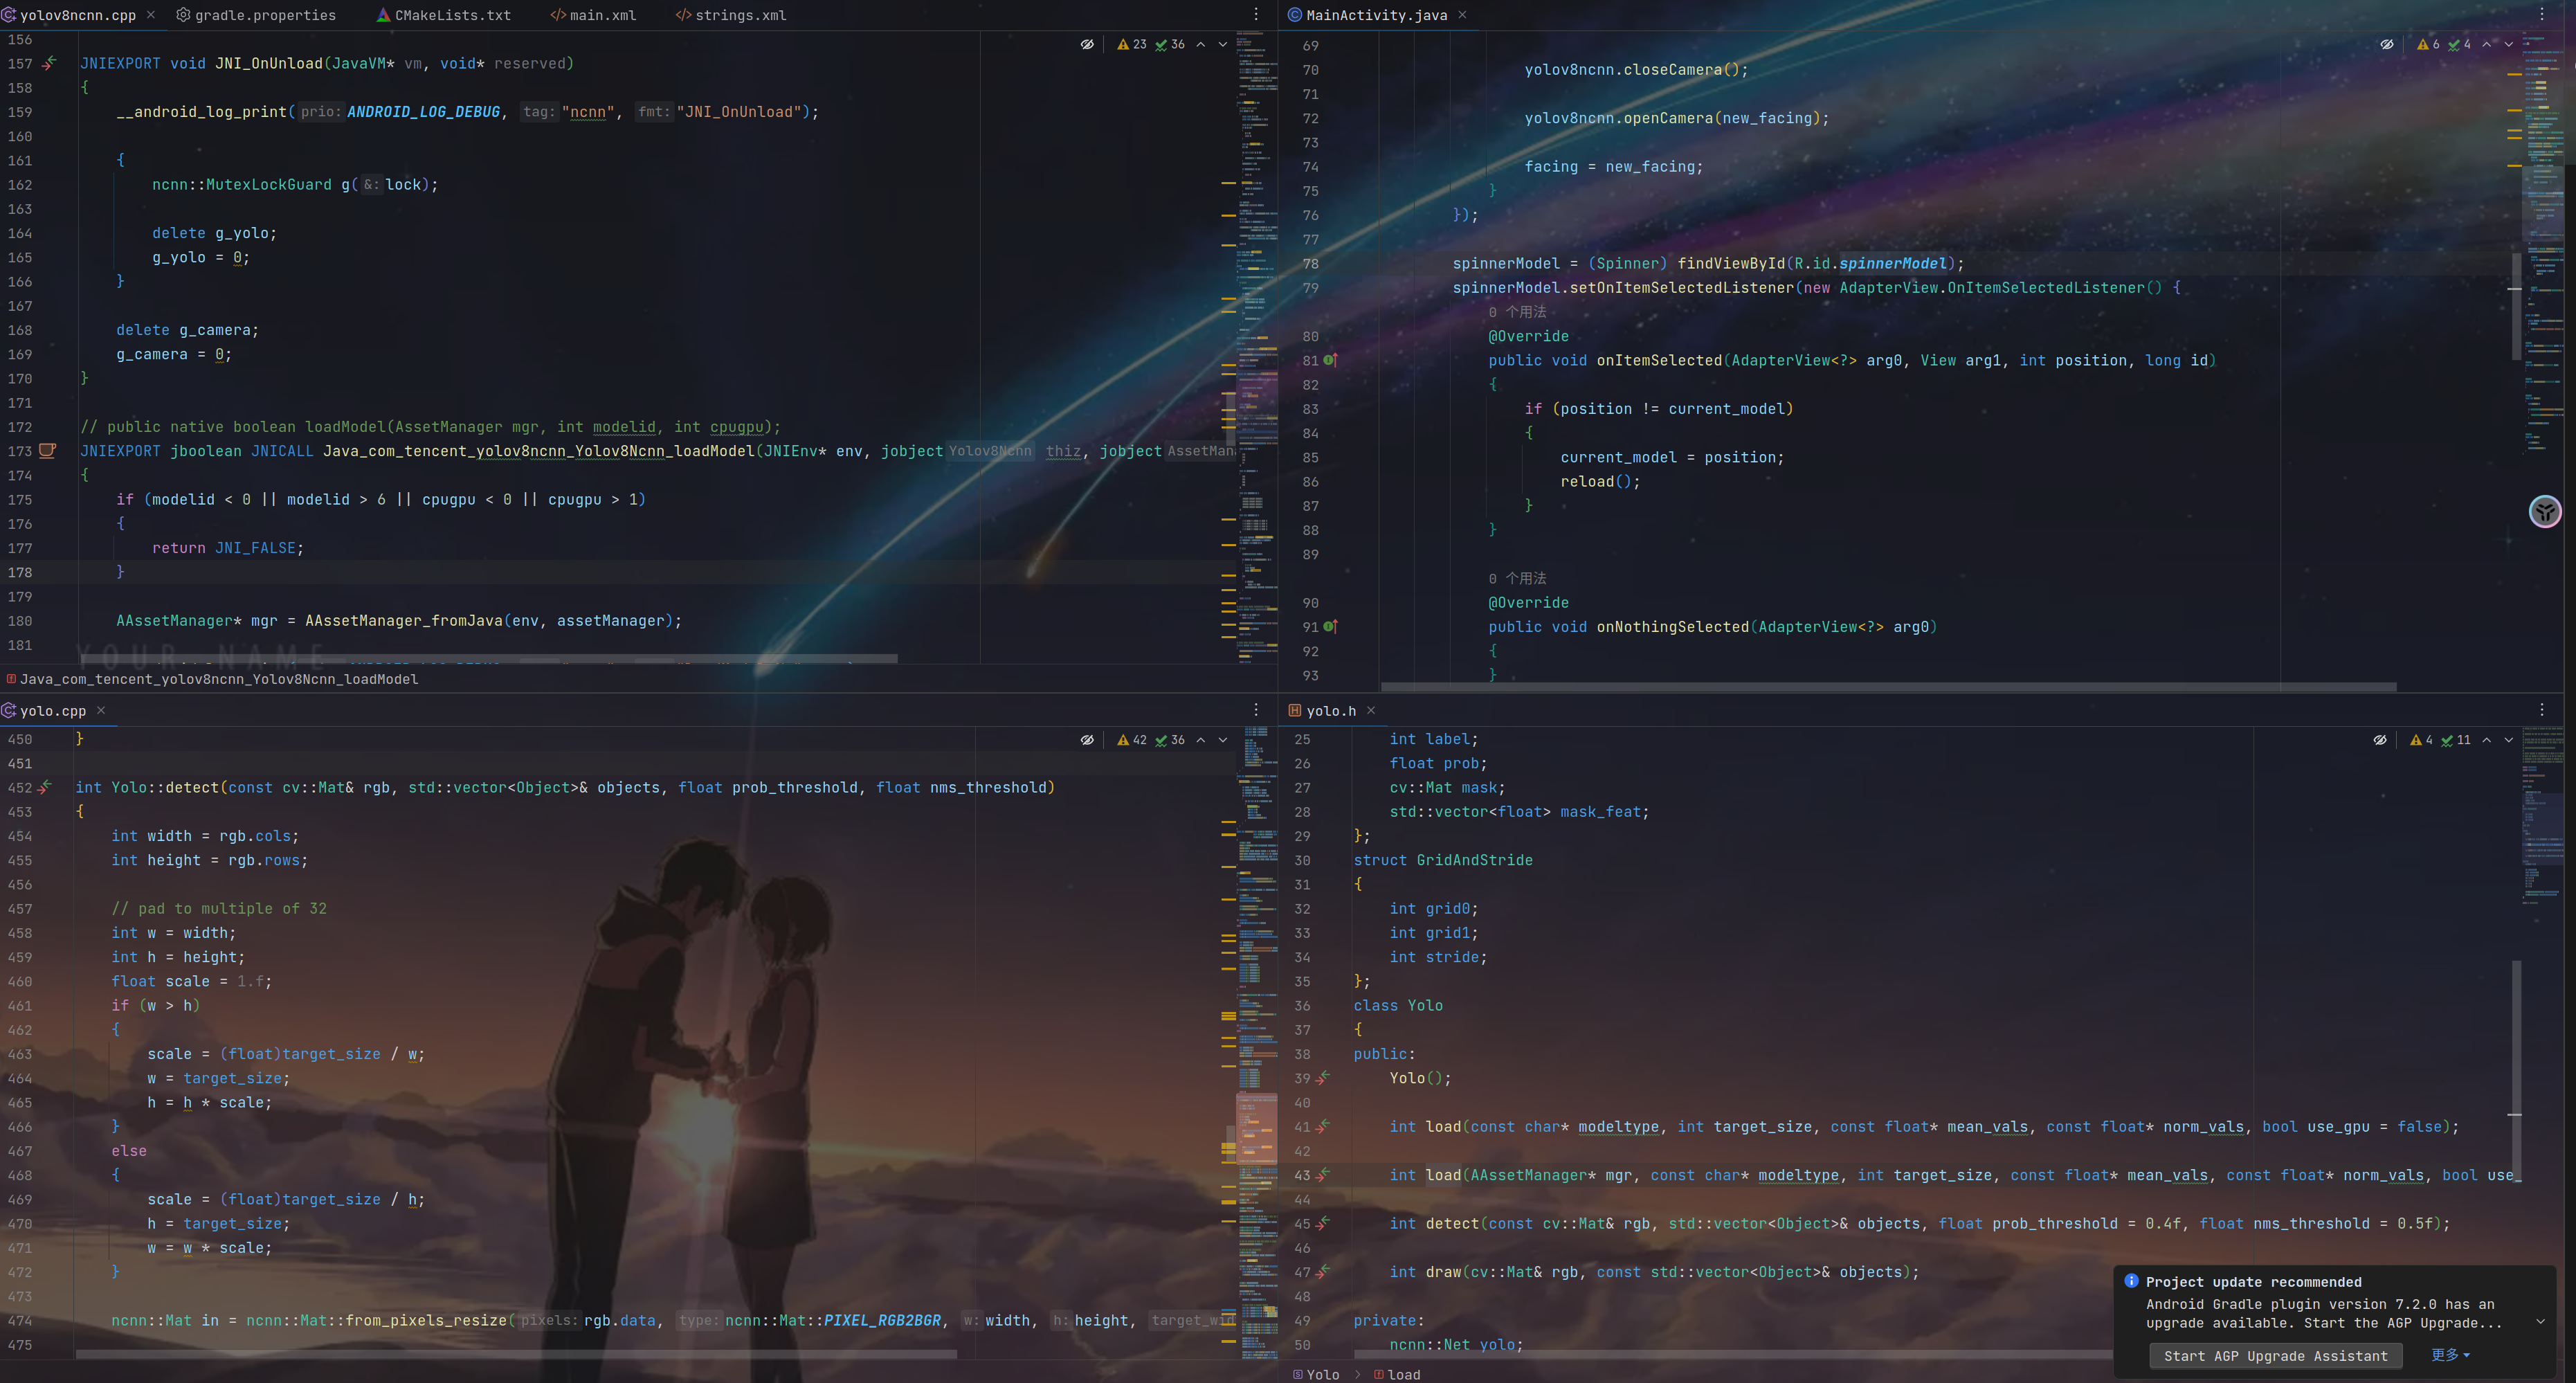 yolov8ncnn.cpp
gradle.properties
CMakeLists.txt
main.xml
strings.xml
23 36
156
157 JNIEXPORT void JNI_OnUnload(JavaVM* vm, void* reserved)
158 {
159 __android_log_print(prio: ANDROID_LOG_DEBUG, tag: "ncnn", fmt: "JNI_OnUnload");
160
161 {
162 ncnn::MutexLockGuard g(&: lock);
163
164 delete g_yolo;
165 g_yolo = 0;
166 }
167
168 delete g_camera;
169 g_camera = 0;
170 }
171
172 // public native boolean loadModel(AssetManager mgr, int modelid, int cpugpu);
173 JNIEXPORT jboolean JNICALL Java_com_tencent_yolov8ncnn_Yolov8Ncnn_loadModel(JNIEnv* env, jobject Yolov8Ncnn thiz, jobject AssetMan
174 {
175 if (modelid < 0 || modelid > 6 || cpugpu < 0 || cpugpu > 1)
176 {
177 return JNI_FALSE;
178 }
179
180 AAssetManager* mgr = AAssetManager_fromJava(env, assetManager);
181
YOUR NAME
Java_com_tencent_yolov8ncnn_Yolov8Ncnn_loadModel
MainActivity.java
6 4
69
70 yolov8ncnn.closeCamera();
71
72 yolov8ncnn.openCamera(new_facing);
73
74 facing = new_facing;
75 }
76 });
77
78 spinnerModel = (Spinner) findViewById(R.id.spinnerModel);
79 spinnerModel.setOnItemSelectedListener(new AdapterView.OnItemSelectedListener() {
0 个用法
80 @Override
81 public void onItemSelected(AdapterView<?> arg0, View arg1, int position, long id)
82 {
83 if (position != current_model)
84 {
85 current_model = position;
86 reload();
87 }
88 }
89
0 个用法
90 @Override
91 public void onNothingSelected(AdapterView<?> arg0)
92 {
93 }
yolo.cpp
42 36
450 }
451
452 int Yolo::detect(const cv::Mat& rgb, std::vector<Object>& objects, float prob_threshold, float nms_threshold)
453 {
454 int width = rgb.cols;
455 int height = rgb.rows;
456
457 // pad to multiple of 32
458 int w = width;
459 int h = height;
460 float scale = 1.f;
461 if (w > h)
462 {
463 scale = (float)target_size / w;
464 w = target_size;
465 h = h * scale;
466 }
467 else
468 {
469 scale = (float)target_size / h;
470 h = target_size;
471 w = w * scale;
472 }
473
474 ncnn::Mat in = ncnn::Mat::from_pixels_resize(pixels: rgb.data, type: ncnn::Mat::PIXEL_RGB2BGR, w: width, h: height, target_wid
475
yolo.h
4 11
25 int label;
26 float prob;
27 cv::Mat mask;
28 std::vector<float> mask_feat;
29 };
30 struct GridAndStride
31 {
32 int grid0;
33 int grid1;
34 int stride;
35 };
36 class Yolo
37 {
38 public:
39 Yolo();
40
41 int load(const char* modeltype, int target_size, const float* mean_vals, const float* norm_vals, bool use_gpu = false);
42
43 int load(AAssetManager* mgr, const char* modeltype, int target_size, const float* mean_vals, const float* norm_vals, bool use_
44
45 int detect(const cv::Mat& rgb, std::vector<Object>& objects, float prob_threshold = 0.4f, float nms_threshold = 0.5f);
46
47 int draw(cv::Mat& rgb, const std::vector<Object>& objects);
48
49 private:
50 ncnn::Net yolo;
Yolo > load
Project update recommended
Android Gradle plugin version 7.2.0 has an
upgrade available. Start the AGP Upgrade...
Start AGP Upgrade Assistant 更多